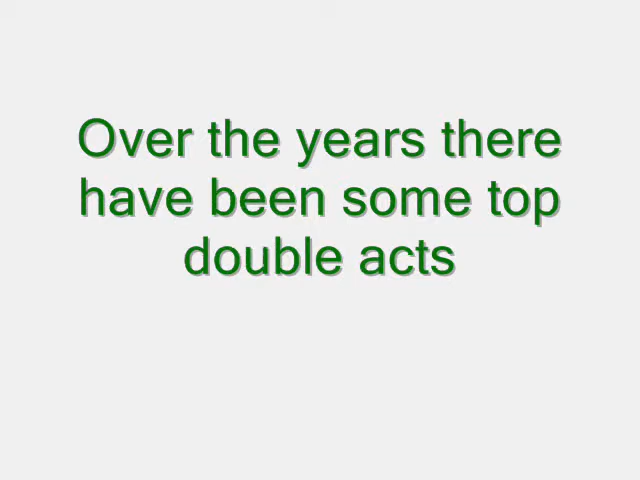 Over the years there
have been some top
double acts